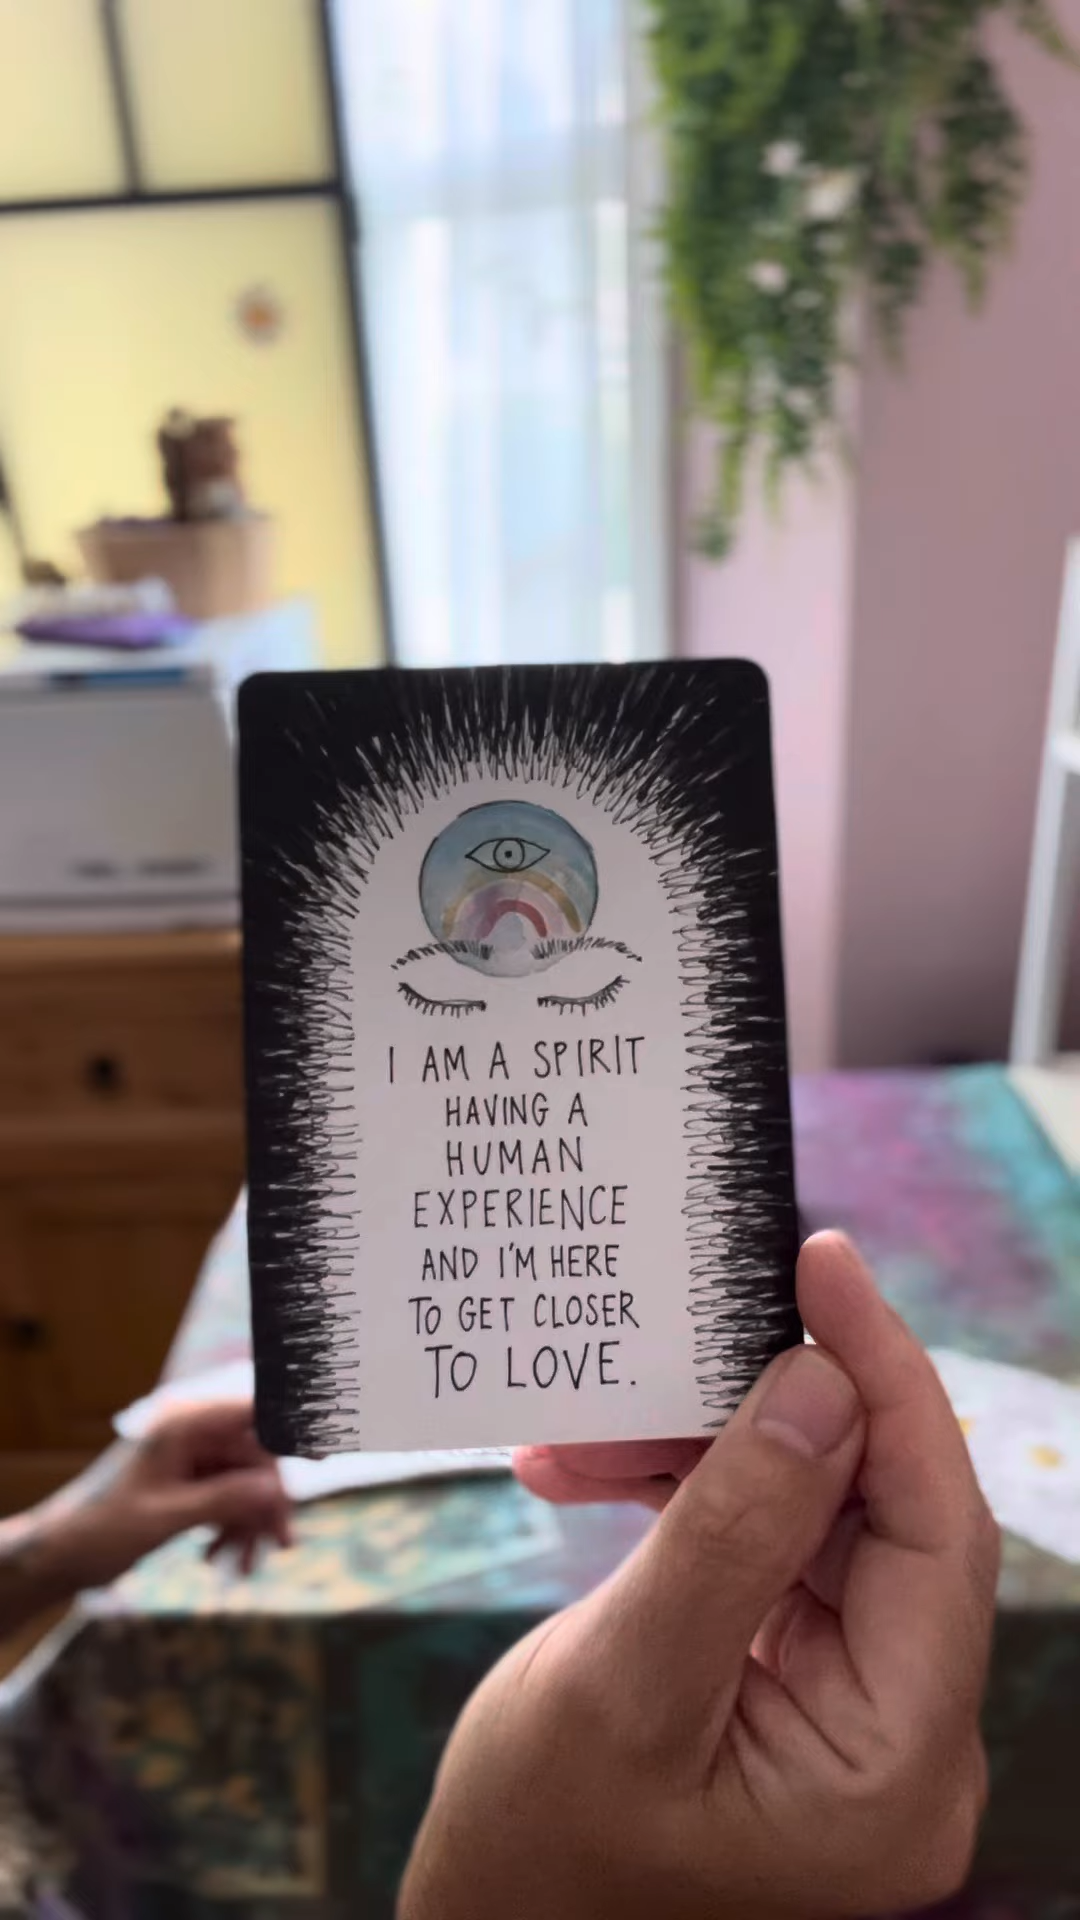 I AM A SPIRIT
HAVING A
HUMAN
EXPERIENCE
AND I'M HERE
TO GET CLOSER
TO LOVE.